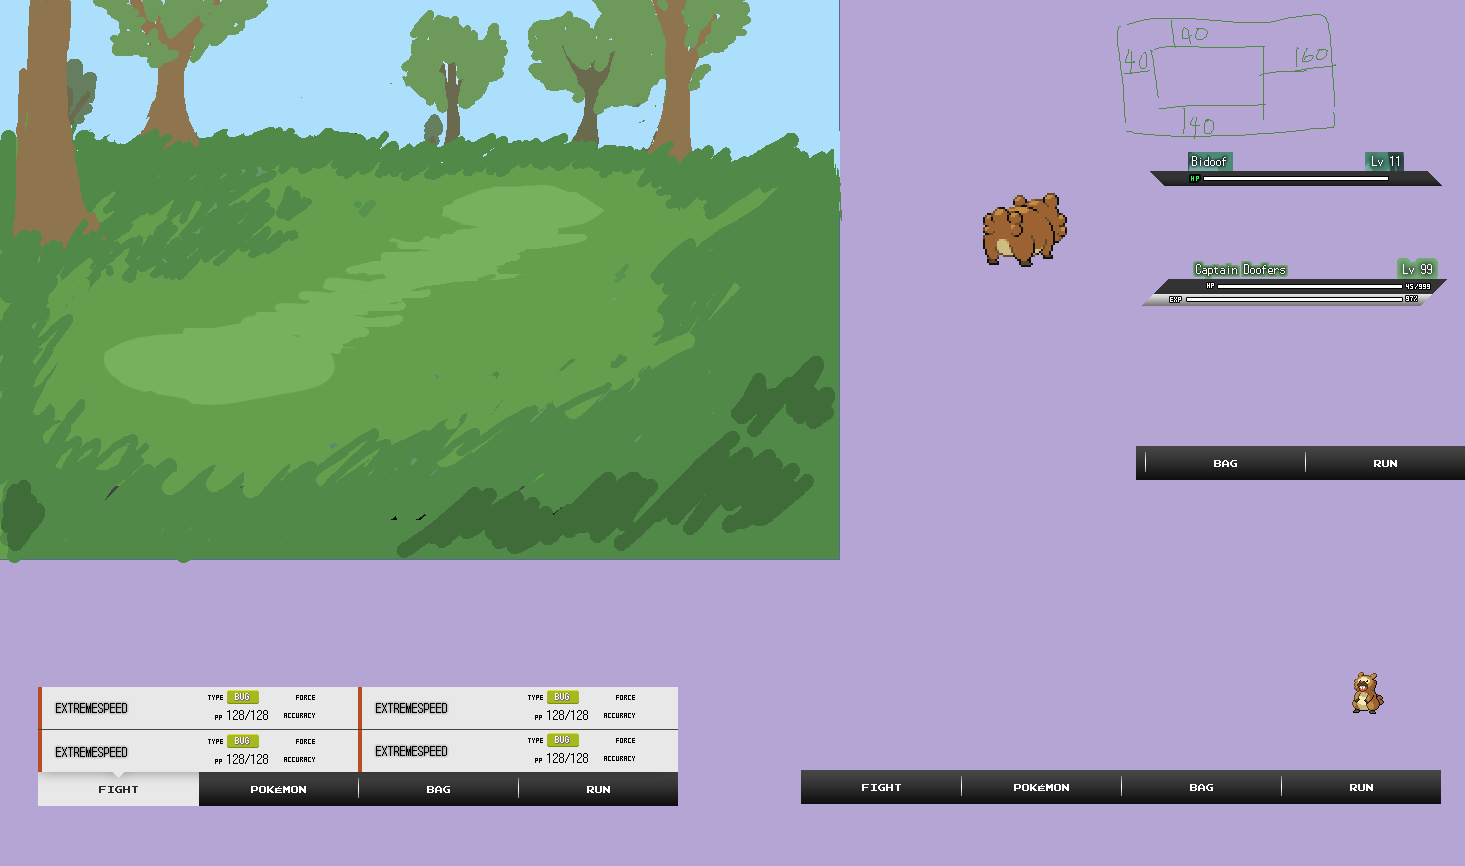 140
40
160
140
Bidoof Lv 11
HP
Captain Doofers Lv 99
HP 45/999
EXP 97%
BAG RUN
EXTREMESPEED TYPE BUG FORCE EXTREMESPEED TYPE BUG FORCE
PP 128/128 ACCURACY PP 128/128 ACCURACY
EXTREMESPEED TYPE BUG FORCE EXTREMESPEED TYPE BUG FORCE
PP 128/128 ACCURACY PP 128/128 ACCURACY
FIGHT POKéMON BAG RUN
FIGHT POKéMON BAG RUN